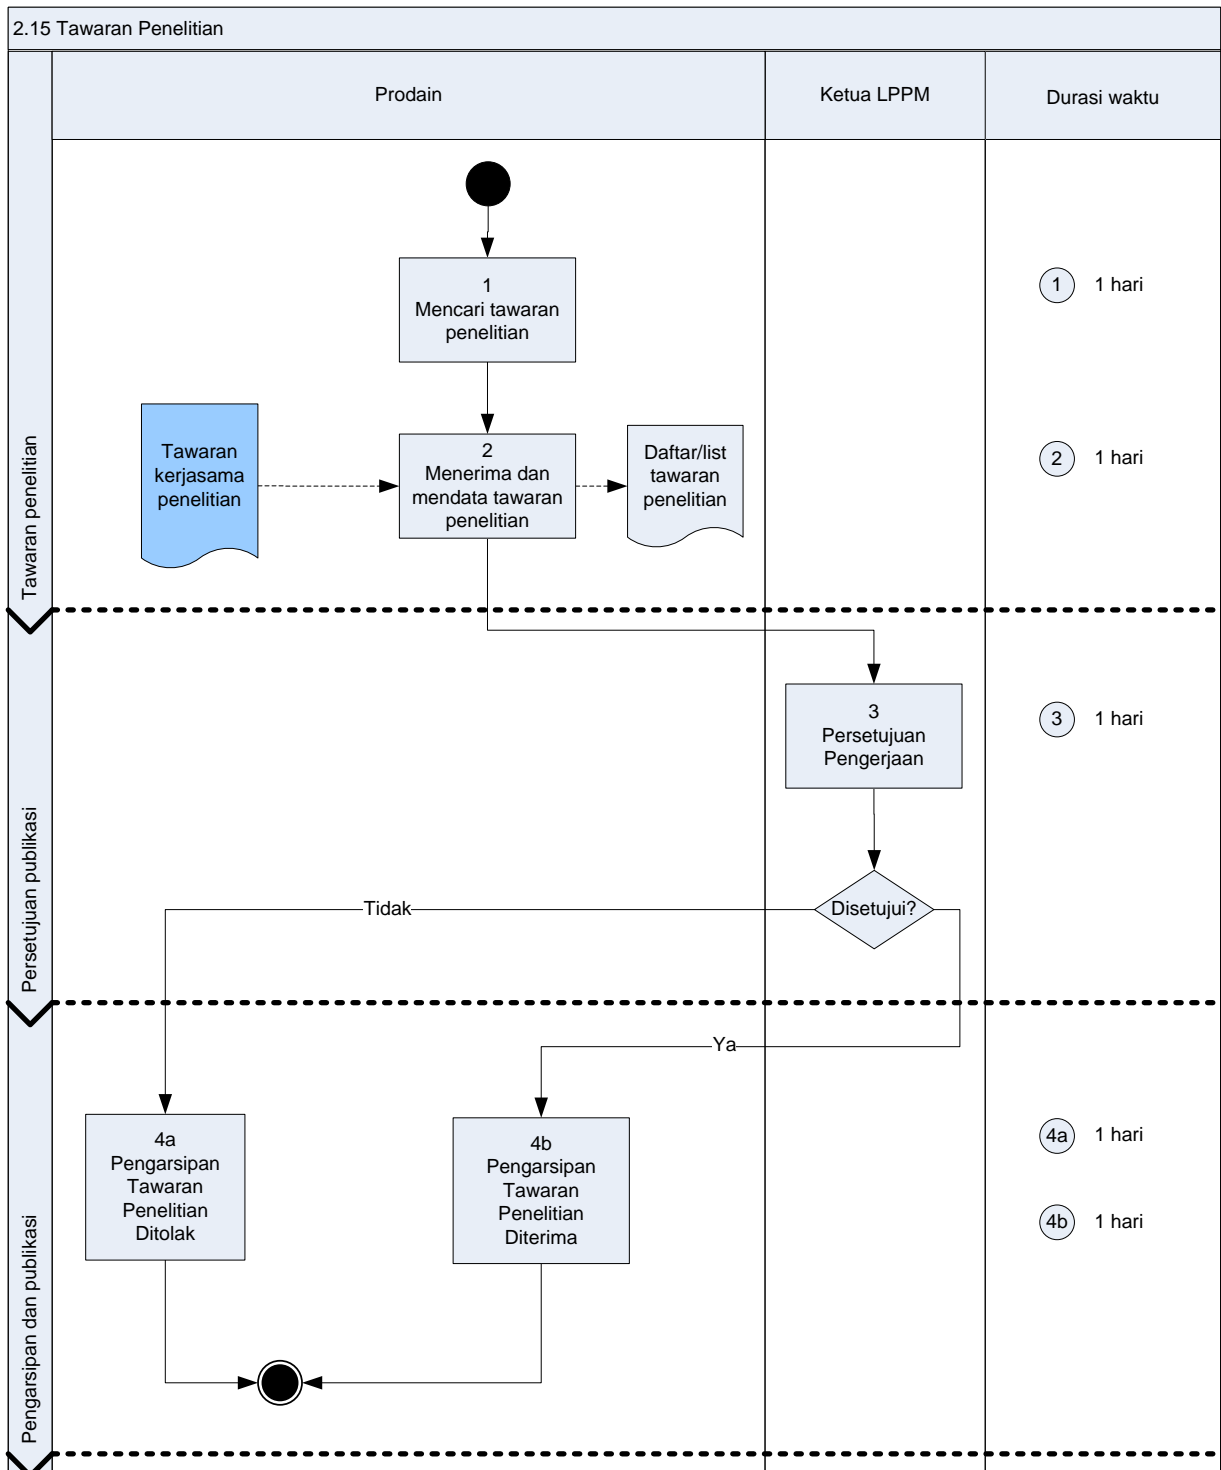 2.15 Tawaran Penelitian
Prodain
Ketua LPPM
Durasi waktu
Tawaran penelitian
1
Mencari tawaran
penelitian
1
1 hari
Tawaran
kerjasama
penelitian
2
Menerima dan
mendata tawaran
penelitian
Daftar/list
tawaran
penelitian
2
1 hari
Persetujuan publikasi
3
Persetujuan
Pengerjaan
3
1 hari
Disetujui?
Tidak
Ya
Pengarsipan dan publikasi
4a
Pengarsipan
Tawaran
Penelitian
Ditolak
4b
Pengarsipan
Tawaran
Penelitian
Diterima
4a
1 hari
4b
1 hari